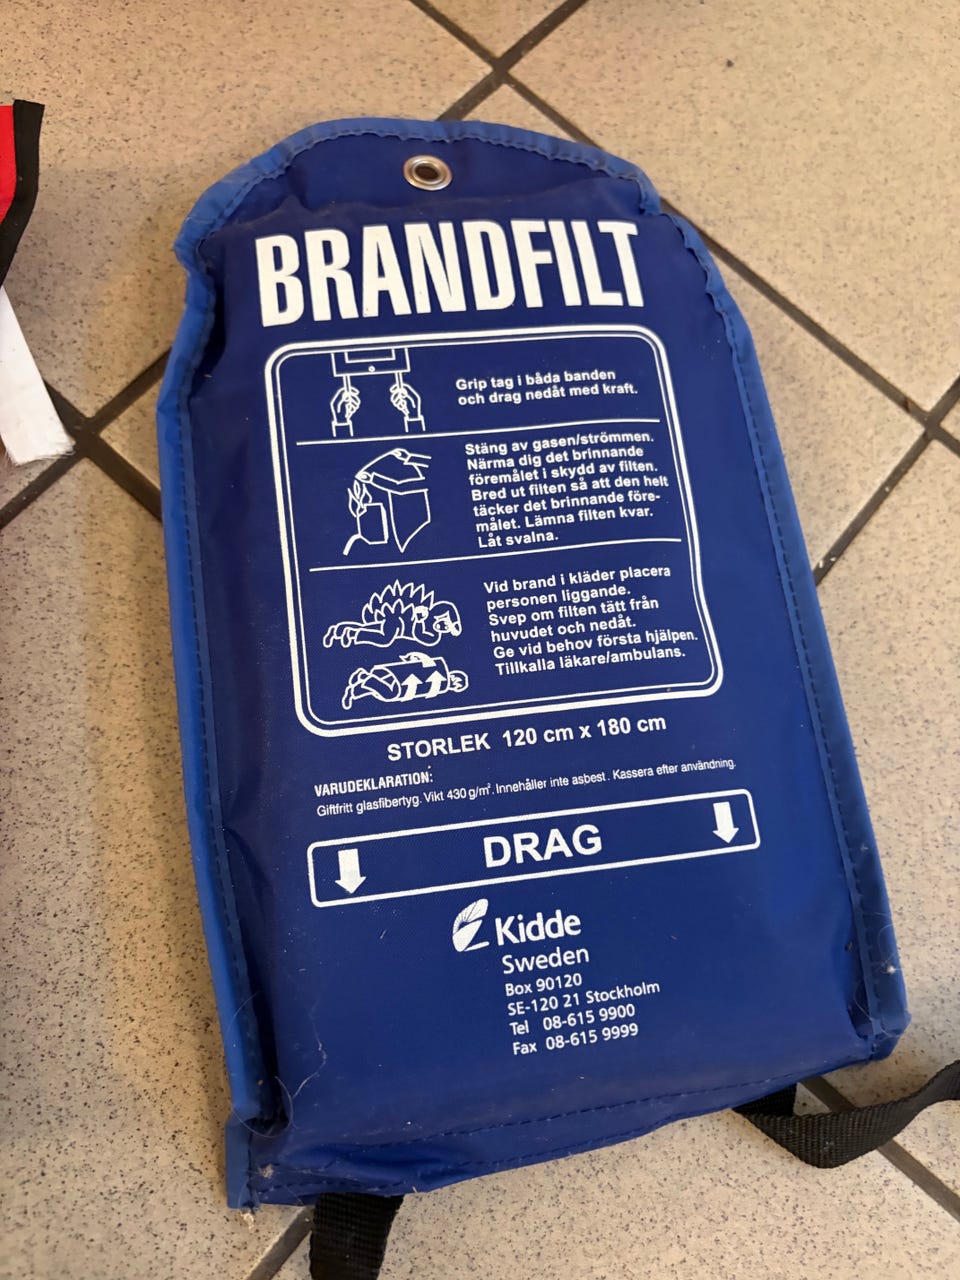 BRANDFILT
Grip tag i båda banden
och drag nedåt med kraft.
Stäng av gasen/strömmen.
Närma dig det brinnande
föremålet i skydd av filten.
Bred ut filten så att den helt
täcker det brinnande före-
målet. Lämna filten kvar.
Låt svalna.
Vid brand i kläder placera
personen liggande.
Svep om filten tätt från
huvudet och nedåt.
Ge vid behov första hjälpen.
Tillkalla läkare/ambulans.
STORLEK 120 cm x 180 cm
VARUDEKLARATION:
Giftfritt glasfibertyg. Vikt 430 g/m². Innehåller inte asbest. Kassera efter användning.
DRAG
Kidde
Sweden
Box 90120
SE-120 21 Stockholm
Tel 08-615 9900
Fax 08-615 9999